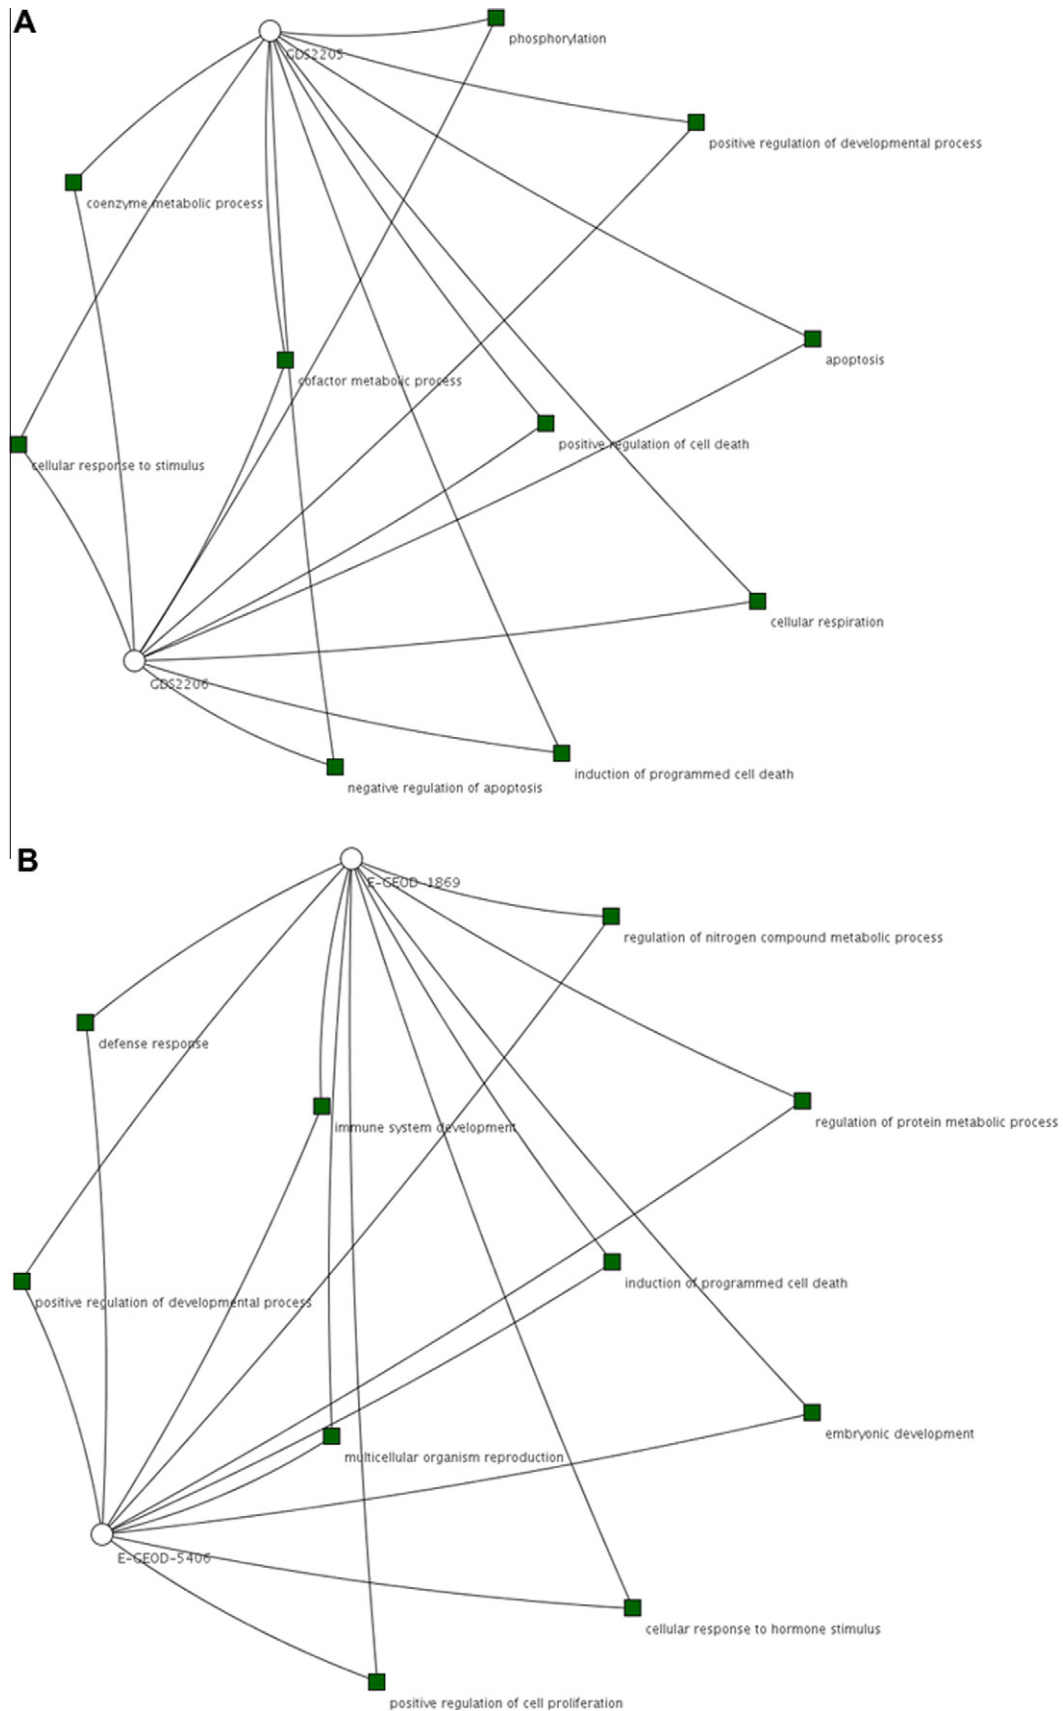 A
GDS2205
phosphorylation
positive regulation of developmental process
coenzyme metabolic process
apoptosis
cofactor metabolic process
positive regulation of cell death
cellular response to stimulus
cellular respiration
GDS2206
induction of programmed cell death
negative regulation of apoptosis
B
E-GEOD-1869
regulation of nitrogen compound metabolic process
defense response
regulation of protein metabolic process
immune system development
induction of programmed cell death
positive regulation of developmental process
embryonic development
multicellular organism reproduction
E-GEOD-5406
cellular response to hormone stimulus
positive regulation of cell proliferation